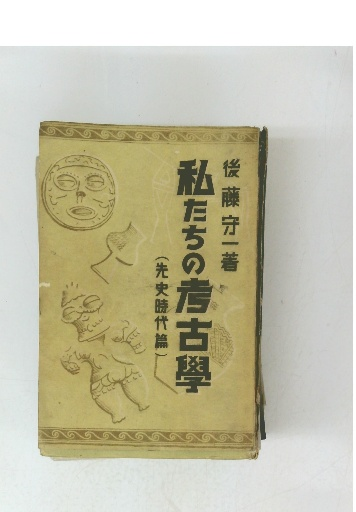 後藤守一著
私たちの考古學
（先史時代篇）